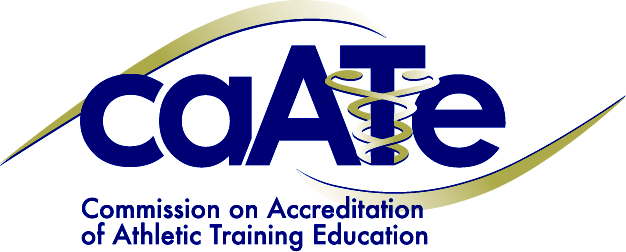 caATe
Commission on Accreditation
of Athletic Training Education